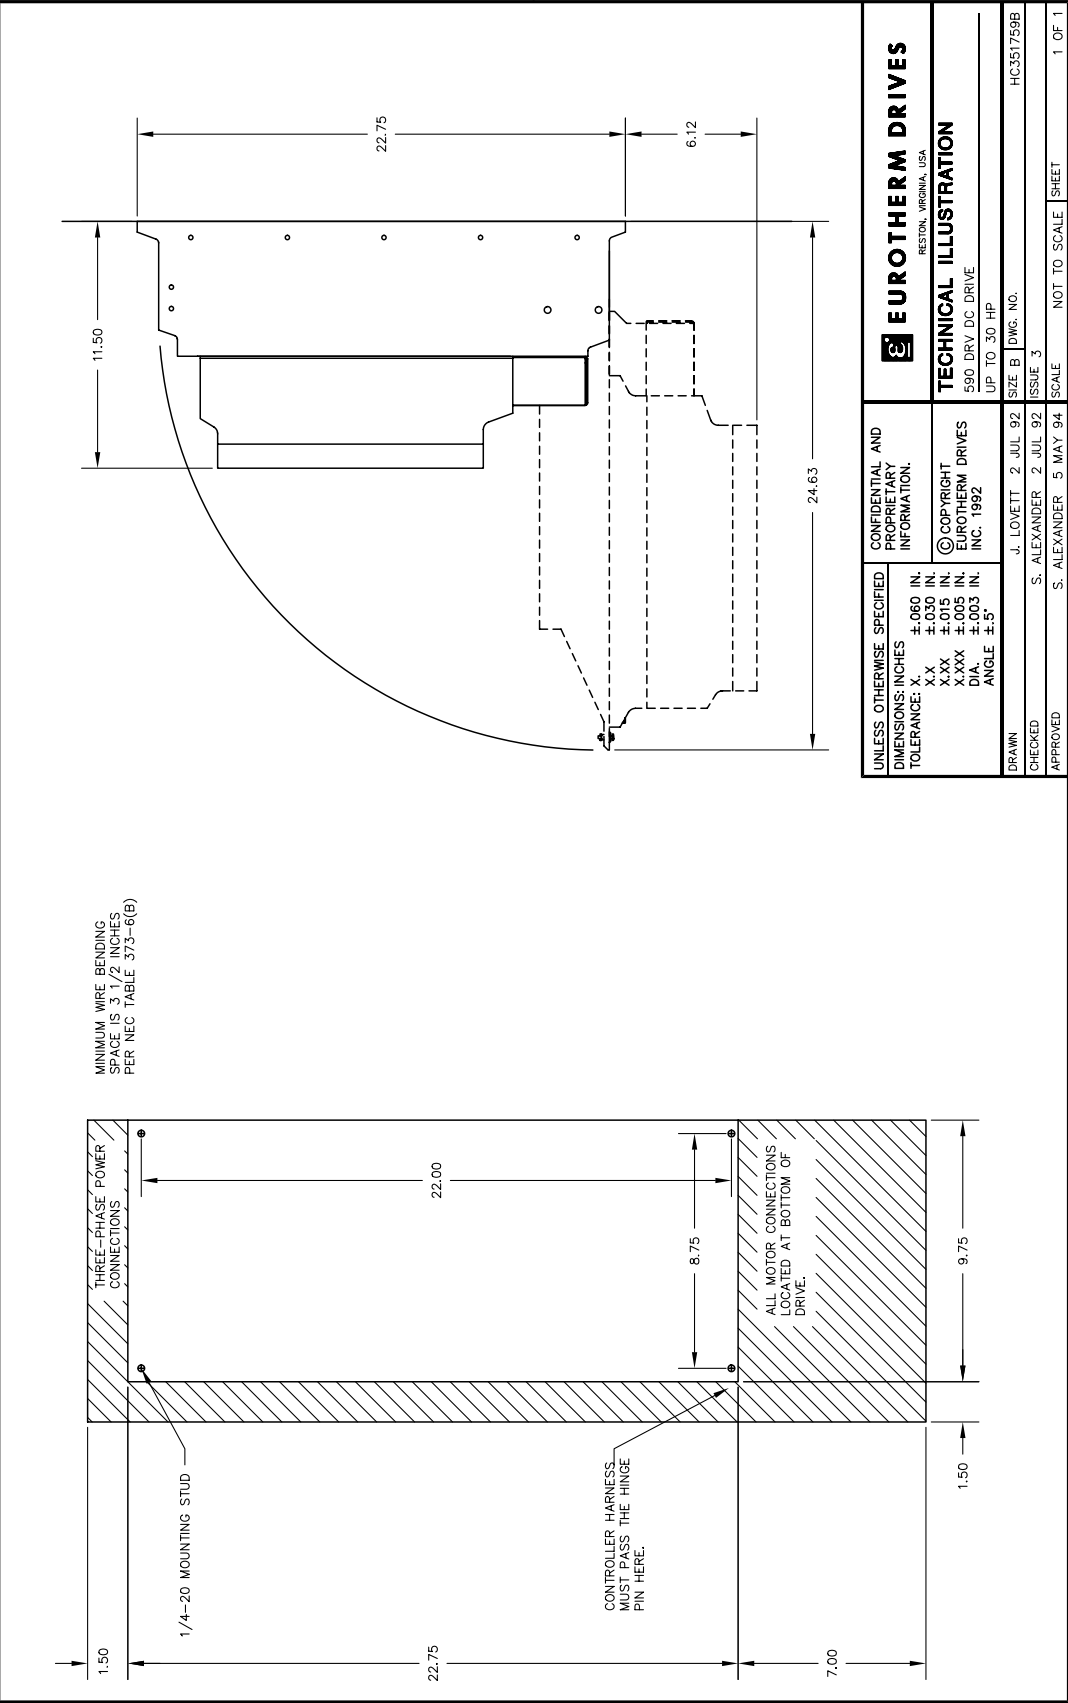 1.50
22.75
7.00
1/4-20 MOUNTING STUD
CONTROLLER HARNESS
MUST PASS THE HINGE
PIN HERE.
1.50
THREE-PHASE POWER
CONNECTIONS
22.00
8.75
ALL MOTOR CONNECTIONS
LOCATED AT BOTTOM OF
DRIVE.
9.75
MINIMUM WIRE BENDING
SPACE IS 3 1/2 INCHES
PER NEC TABLE 373-6(B)
11.50
22.75
6.12
24.63
UNLESS OTHERWISE SPECIFIED
DIMENSIONS: INCHES
TOLERANCE: X. ±.060 IN.
X.X ±.030 IN.
X.XX ±.015 IN.
X.XXX ±.005 IN.
DIA. ±.003 IN.
ANGLE ±.5°
CONFIDENTIAL AND
PROPRIETARY
INFORMATION.
© COPYRIGHT
EUROTHERM DRIVES
INC. 1992
ε EUROTHERM DRIVES
RESTON, VIRGINIA, USA
TECHNICAL ILLUSTRATION
590 DRV DC DRIVE
UP TO 30 HP
DRAWN J. LOVETT 2 JUL 92
CHECKED S. ALEXANDER 2 JUL 92
APPROVED S. ALEXANDER 5 MAY 94
SIZE B DWG. NO. HC351759B
ISSUE 3
SCALE NOT TO SCALE SHEET 1 OF 1